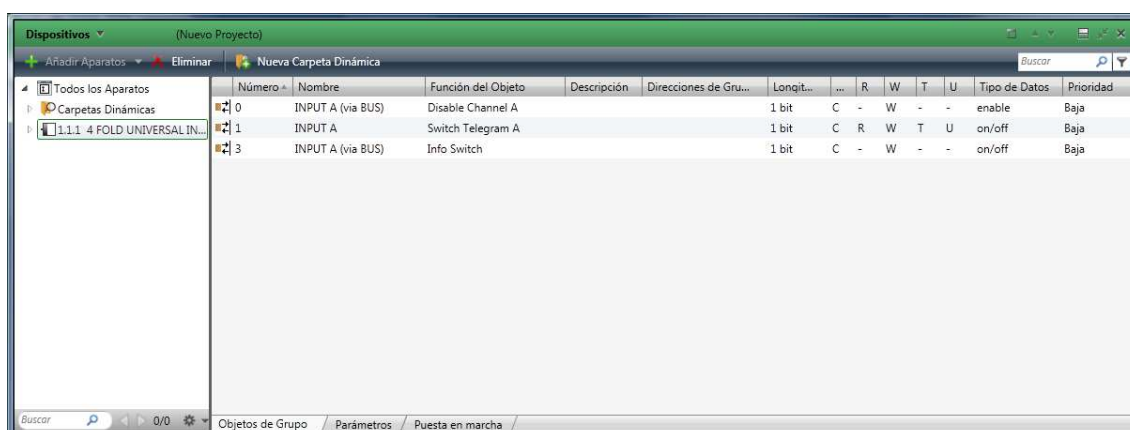 Dispositivos (Nuevo Proyecto)
Añadir Aparatos Eliminar Nueva Carpeta Dinámica Buscar
Todos los Aparatos
Carpetas Dinámicas
1.1.1 4 FOLD UNIVERSAL IN...
Número Nombre Función del Objeto Descripción Direcciones de Gru... Longit... ... R W T U Tipo de Datos Prioridad
0 INPUT A (via BUS) Disable Channel A 1 bit C - W - - enable Baja
1 INPUT A Switch Telegram A 1 bit C R W T U on/off Baja
3 INPUT A (via BUS) Info Switch 1 bit C - W - - on/off Baja
Buscar 0/0
Objetos de Grupo Parámetros Puesta en marcha